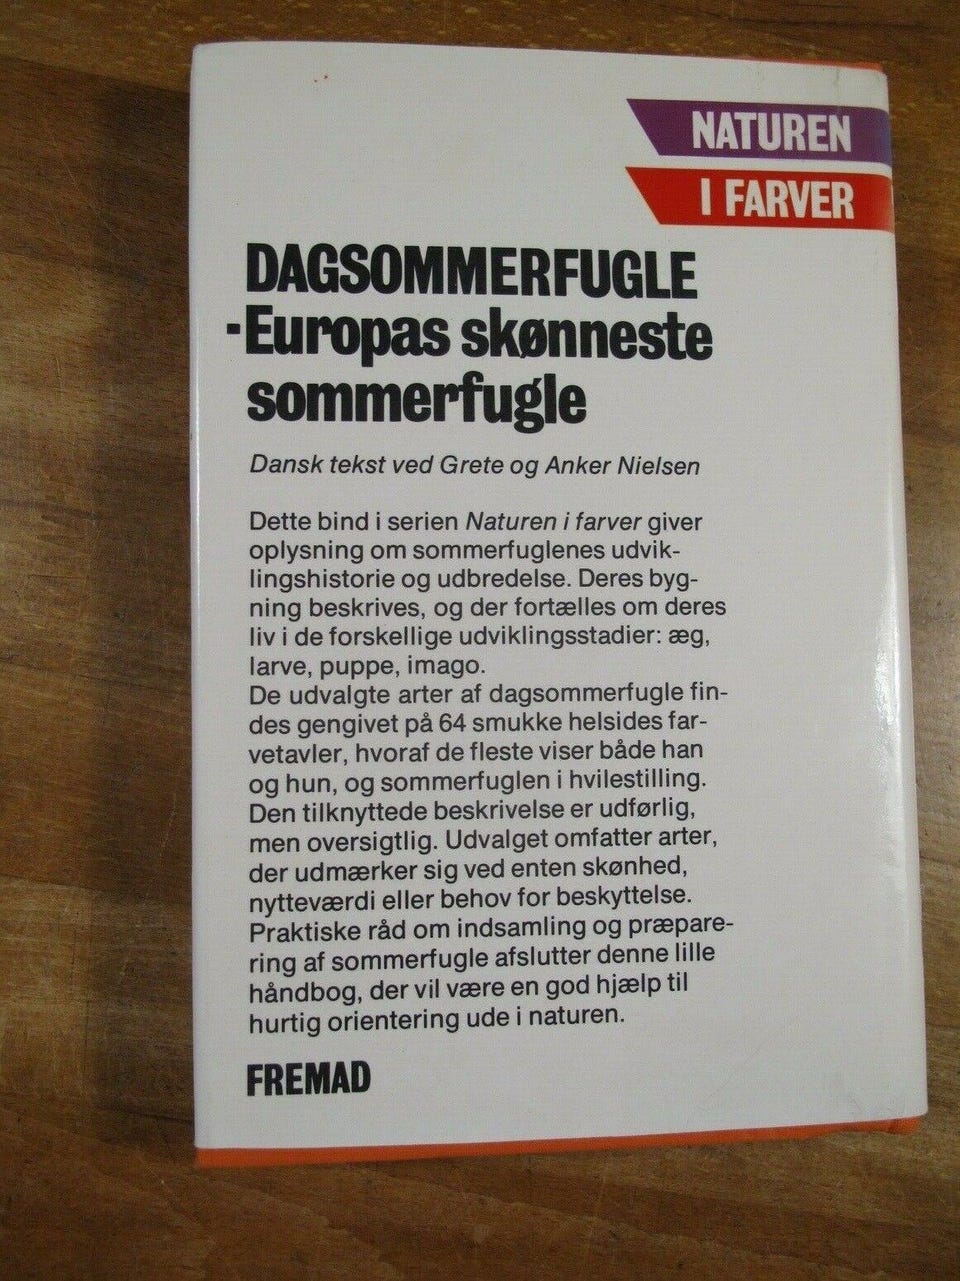 NATUREN
I FARVER
DAGSOMMERFUGLE
-Europas skønneste
sommerfugle
Dansk tekst ved Grete og Anker Nielsen
Dette bind i serien Naturen i farver giver
oplysning om sommerfuglenes udvik-
lingshistorie og udbredelse. Deres byg-
ning beskrives, og der fortælles om deres
liv i de forskellige udviklingsstadier: æg,
larve, puppe, imago.
De udvalgte arter af dagsommerfugle fin-
des gengivet på 64 smukke helsides far-
vetavler, hvoraf de fleste viser både han
og hun, og sommerfuglen i hvilestilling.
Den tilknyttede beskrivelse er udførlig,
men oversigtlig. Udvalget omfatter arter,
der udmærker sig ved enten skønhed,
nytteværdi eller behov for beskyttelse.
Praktiske råd om indsamling og præpare-
ring af sommerfugle afslutter denne lille
håndbog, der vil være en god hjælp til
hurtig orientering ude i naturen.
FREMAD